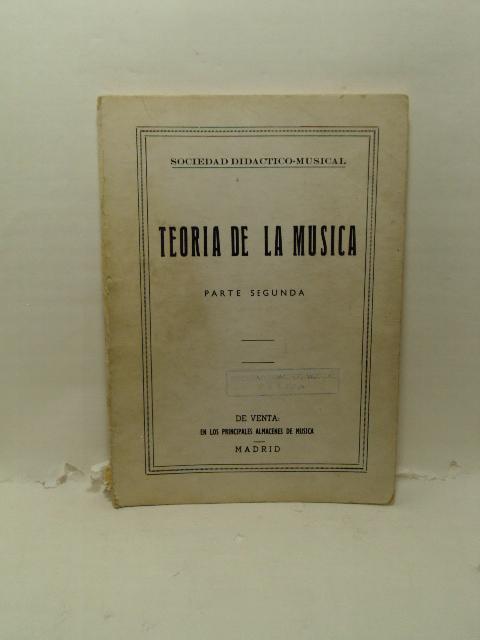 SOCIEDAD DIDACTICO-MUSICAL
TEORIA DE LA MUSICA
PARTE SEGUNDA
DE VENTA:
EN LOS PRINCIPALES ALMACENES DE MUSICA
MADRID